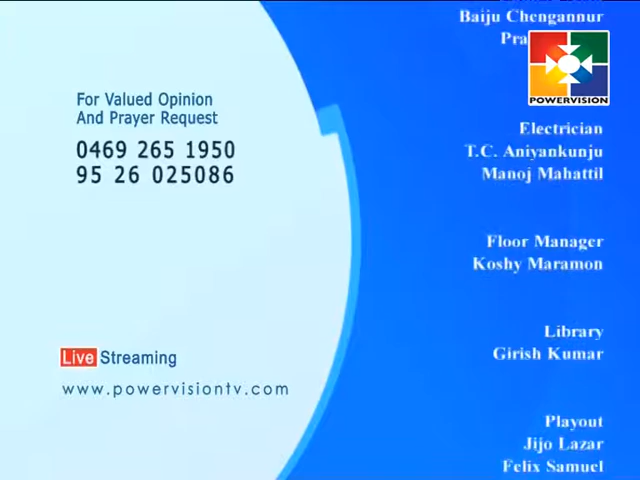 For Valued Opinion
And Prayer Request
0469 265 1950
95 26 025086
Live Streaming
www.powervisiontv.com
Baiju Chengannur
POWERVISION
Electrician
T.C. Aniyankunju
Manoj Mahattil
Floor Manager
Koshy Maramon
Library
Girish Kumar
Playout
Jijo Lazar
Felix Samuel